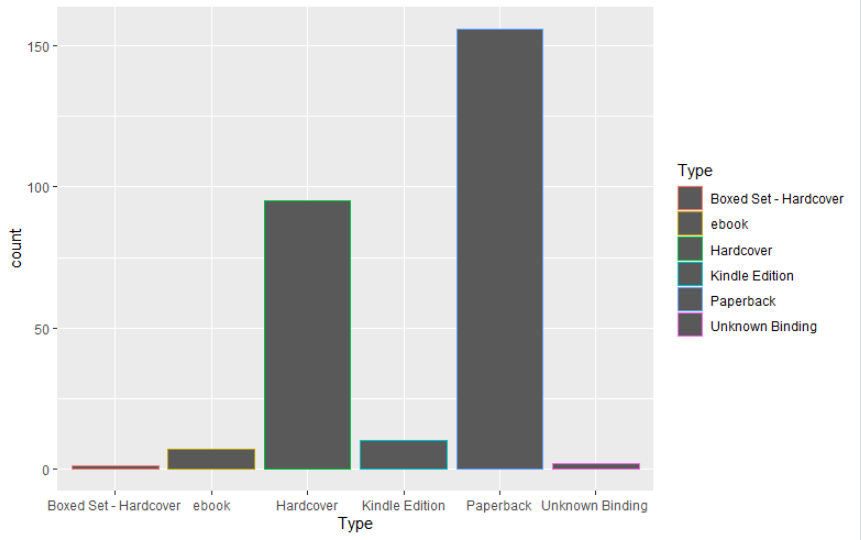 150
100
50
0
count
Boxed Set - Hardcover ebook Hardcover Kindle Edition Paperback Unknown Binding
Type
Type
Boxed Set - Hardcover
ebook
Hardcover
Kindle Edition
Paperback
Unknown Binding